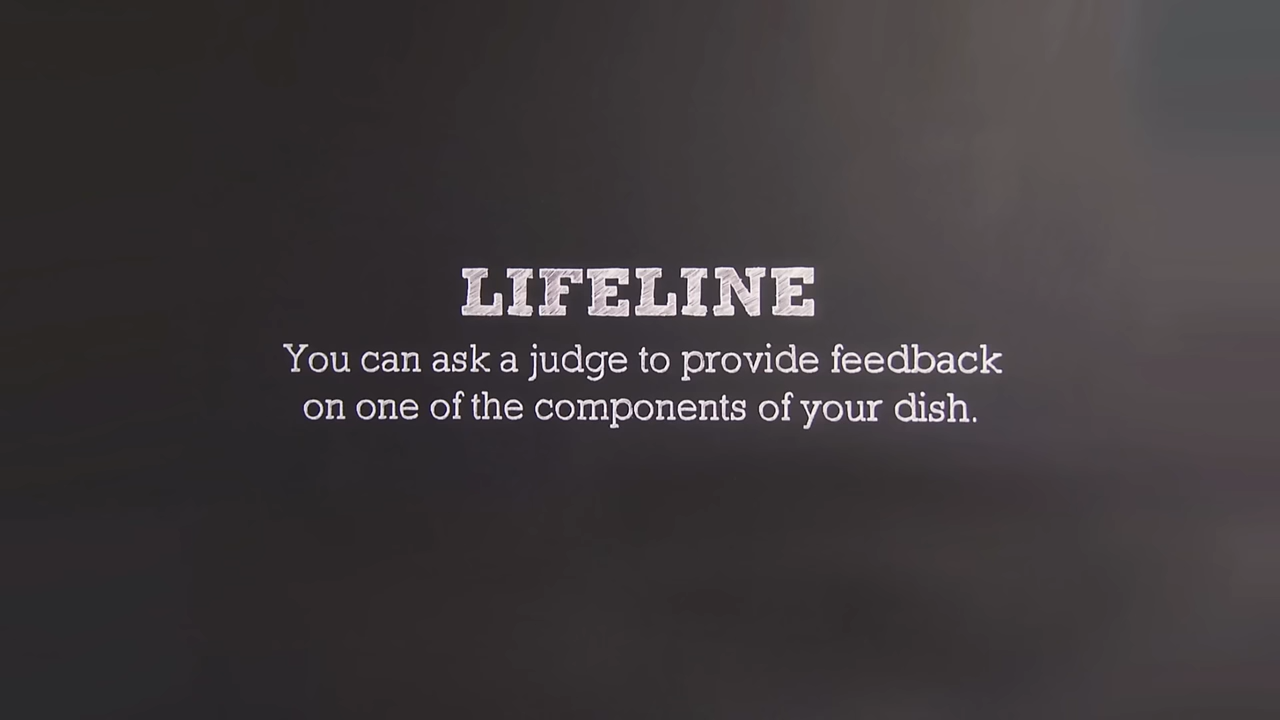 LIFELINE
You can ask a judge to provide feedback
on one of the components of your dish.